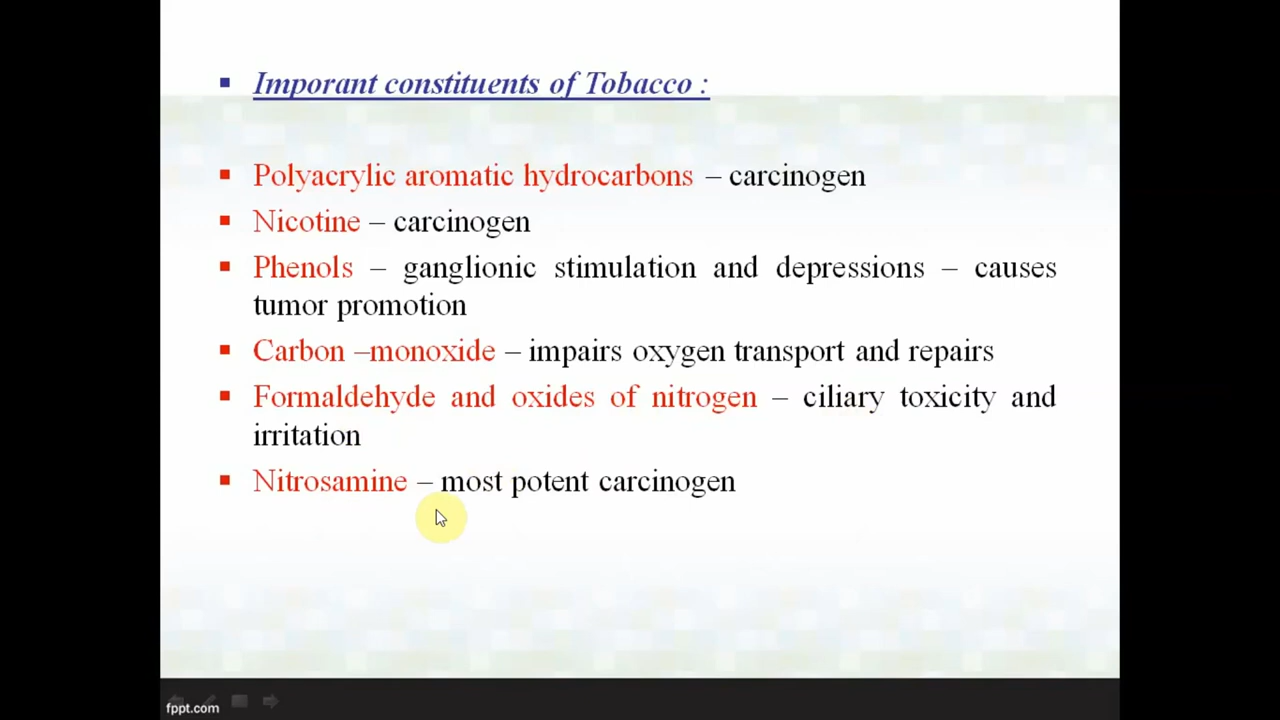 Imporant constituents of Tobacco :
Polyacrylic aromatic hydrocarbons – carcinogen
Nicotine – carcinogen
Phenols – ganglionic stimulation and depressions – causes
tumor promotion
Carbon –monoxide – impairs oxygen transport and repairs
Formaldehyde and oxides of nitrogen – ciliary toxicity and
irritation
Nitrosamine – most potent carcinogen
fppt.com